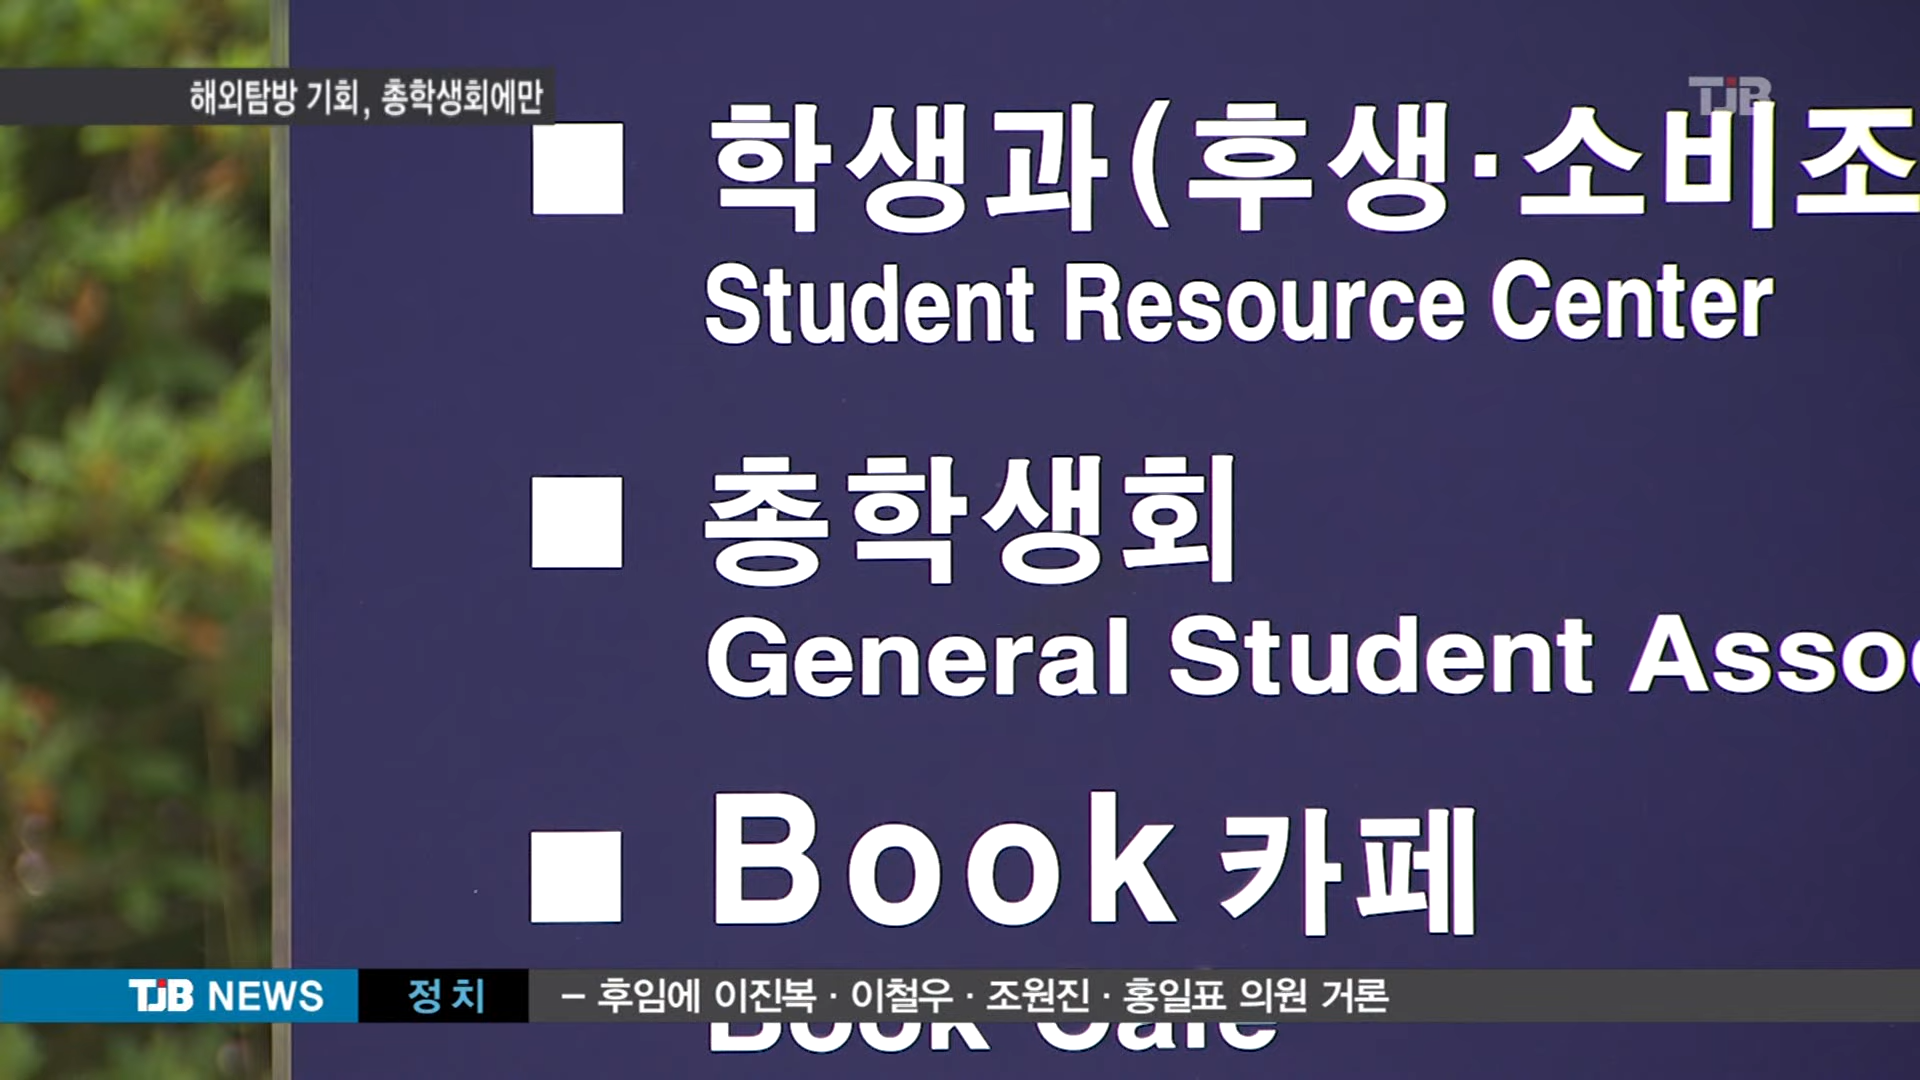 해외탐방 기회, 총학생회에만
TJB
■ 학생과(후생·소비조
Student Resource Center
■ 총학생회
General Student Asso
■ Book 카페
Book Cafe
TJB NEWS 정치 - 후임에 이진복·이철우·조원진·홍일표 의원 거론